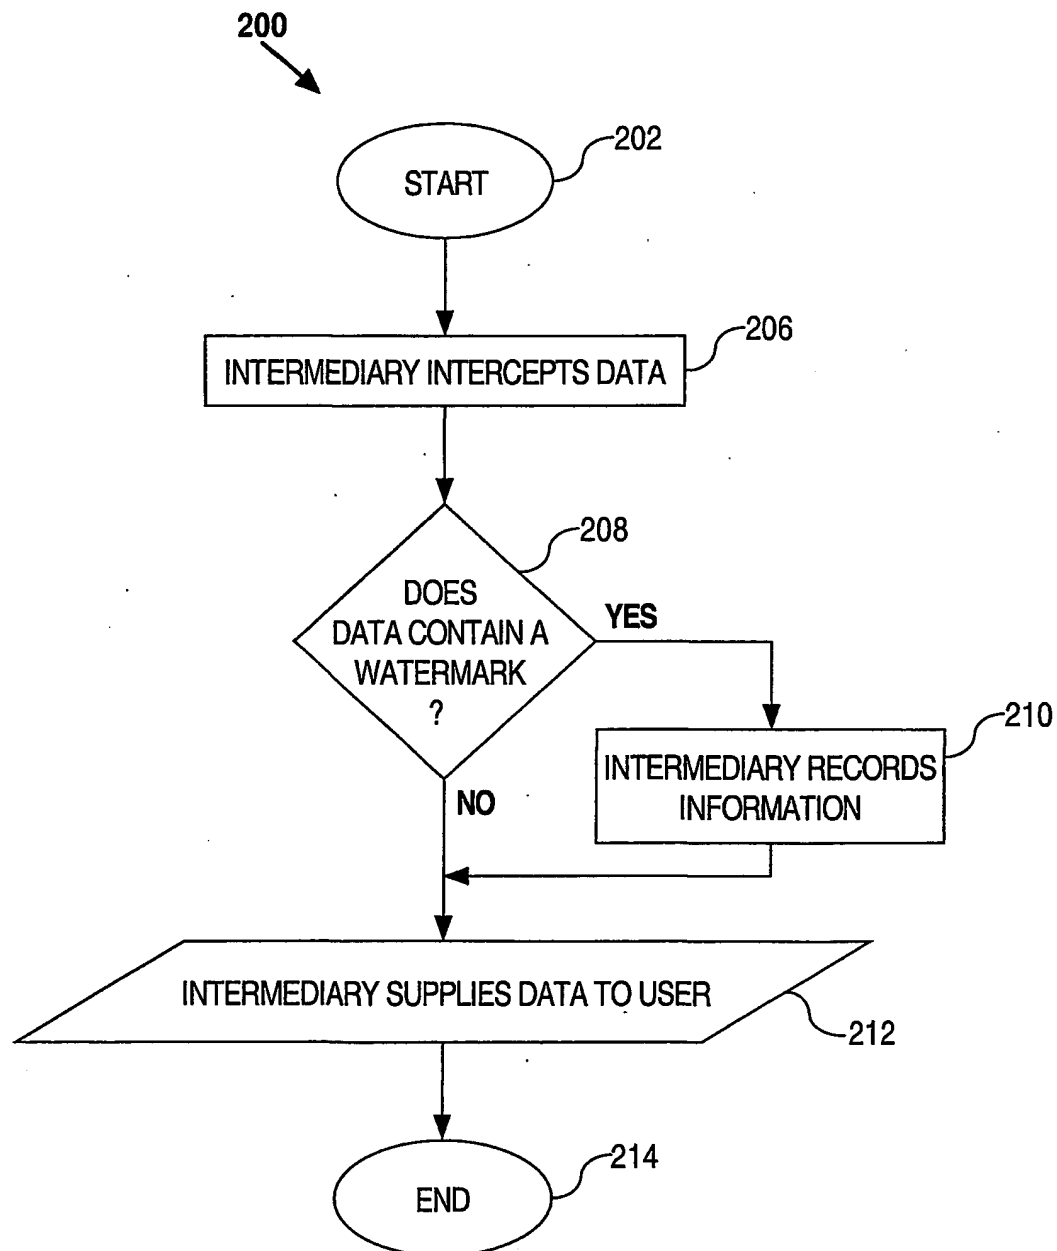 200
202
START
206
INTERMEDIARY INTERCEPTS DATA
208
DOES
DATA CONTAIN A
WATERMARK
?
YES
210
INTERMEDIARY RECORDS
INFORMATION
NO
INTERMEDIARY SUPPLIES DATA TO USER
212
214
END